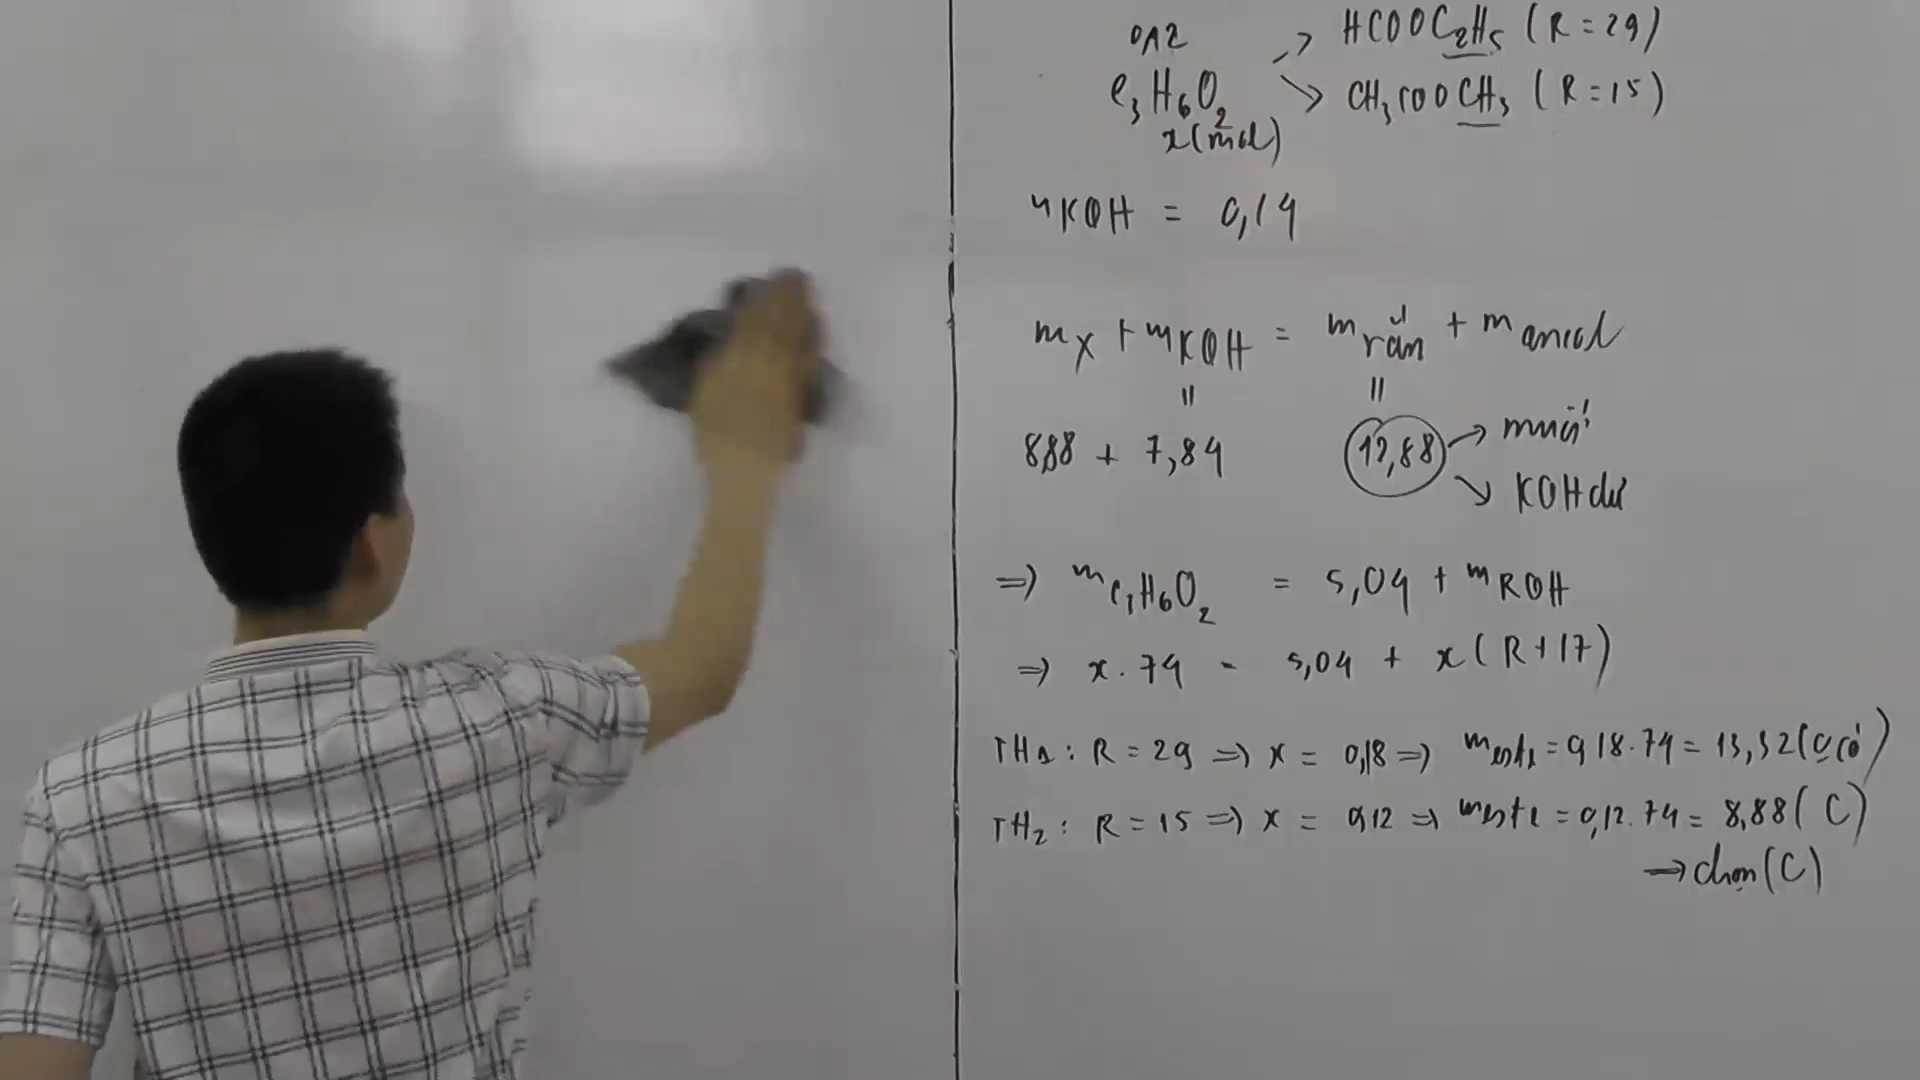 HCOOC2H5 (R = 29)
C3H6O2
CH3COOCH3 (R = 15)
x (mol)
nKOH = 0,14
mX + mKOH = mrắn + mancol
8,88 + 7,84
12,88
muối
KOH dư
=> mC3H6O2 = 5,04 + mROH
=> x . 74 = 5,04 + x (R + 17)
TH1 : R = 29 => x = 0,18 => meste = 0,18 . 74 = 13,32 (0 có)
TH2 : R = 15 => x = 0,12 => meste = 0,12 . 74 = 8,88 (C)
→ chọn (C)